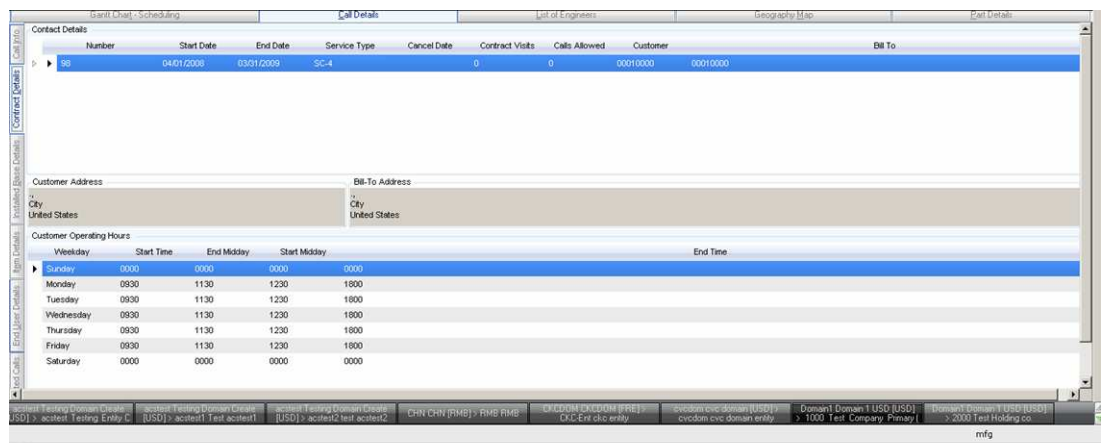 Gantt Chart - Scheduling Call Details List of Engineers Geography Map Part Details
Call Info
Contract Details
Installed Base Details
Item Details
End User Details
ted Calls
Contact Details
Number Start Date End Date Service Type Cancel Date Contract Visits Calls Allowed Customer Bill To
98 04/01/2008 03/31/2009 SC-4 0 0 00010000 00010000
Customer Address Bill-To Address
., .,
City City
United States United States
Customer Operating Hours
Weekday Start Time End Midday Start Midday End Time
Sunday 0000 0000 0000 0000
Monday 0930 1130 1230 1800
Tuesday 0930 1130 1230 1800
Wednesday 0930 1130 1230 1800
Thursday 0930 1130 1230 1800
Friday 0930 1130 1230 1800
Saturday 0000 0000 0000 0000
acstest Testing Domain Create acstest Testing Domain Create acstest Testing Domain Create CHN CHN [RMB] > RMB RMB CKCDOM CKCDOM [FRE] > cvcdom cvc domain [USD] > Domain1 Domain 1 USD [USD] Domain1 Domain 1 USD [USD]
USD] > acstest Testing Entity C [USD] > acstest1 Test acstest1 [USD] > acstest2 test acstest2 CKC-Ent ckc entity cvcdom cvc domain entity > 1000 Test Company Primary ( > 2000 Test Holding co.
mfg